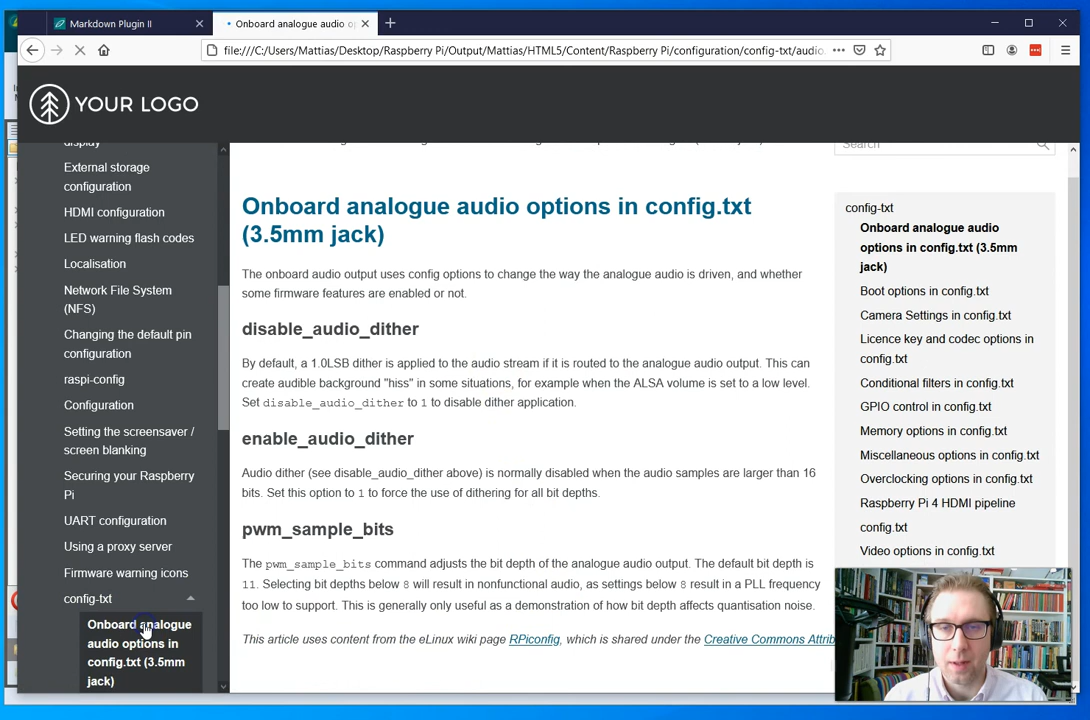 Markdown Plugin II
Onboard analogue audio o
file:///C:/Users/Mattias/Desktop/Raspberry Pi/Output/Mattias/HTML5/Content/Raspberry Pi/configuration/config-txt/audio.
YOUR LOGO
display
External storage
configuration
HDMI configuration
LED warning flash codes
Localisation
Network File System
(NFS)
Changing the default pin
configuration
raspi-config
Configuration
Setting the screensaver /
screen blanking
Securing your Raspberry
Pi
UART configuration
Using a proxy server
Firmware warning icons
config-txt
Onboard analogue
audio options in
config.txt (3.5mm
jack)
Onboard analogue audio options in config.txt
(3.5mm jack)
The onboard audio output uses config options to change the way the analogue audio is driven, and whether
some firmware features are enabled or not.
disable_audio_dither
By default, a 1.0LSB dither is applied to the audio stream if it is routed to the analogue audio output. This can
create audible background "hiss" in some situations, for example when the ALSA volume is set to a low level.
Set disable_audio_dither to 1 to disable dither application.
enable_audio_dither
Audio dither (see disable_audio_dither above) is normally disabled when the audio samples are larger than 16
bits. Set this option to 1 to force the use of dithering for all bit depths.
pwm_sample_bits
The pwm_sample_bits command adjusts the bit depth of the analogue audio output. The default bit depth is
11. Selecting bit depths below 8 will result in nonfunctional audio, as settings below 8 result in a PLL frequency
too low to support. This is generally only useful as a demonstration of how bit depth affects quantisation noise.
This article uses content from the eLinux wiki page RPiconfig, which is shared under the Creative Commons Attrib
Search
config-txt
Onboard analogue audio
options in config.txt (3.5mm
jack)
Boot options in config.txt
Camera Settings in config.txt
Licence key and codec options in
config.txt
Conditional filters in config.txt
GPIO control in config.txt
Memory options in config.txt
Miscellaneous options in config.txt
Overclocking options in config.txt
Raspberry Pi 4 HDMI pipeline
config.txt
Video options in config.txt